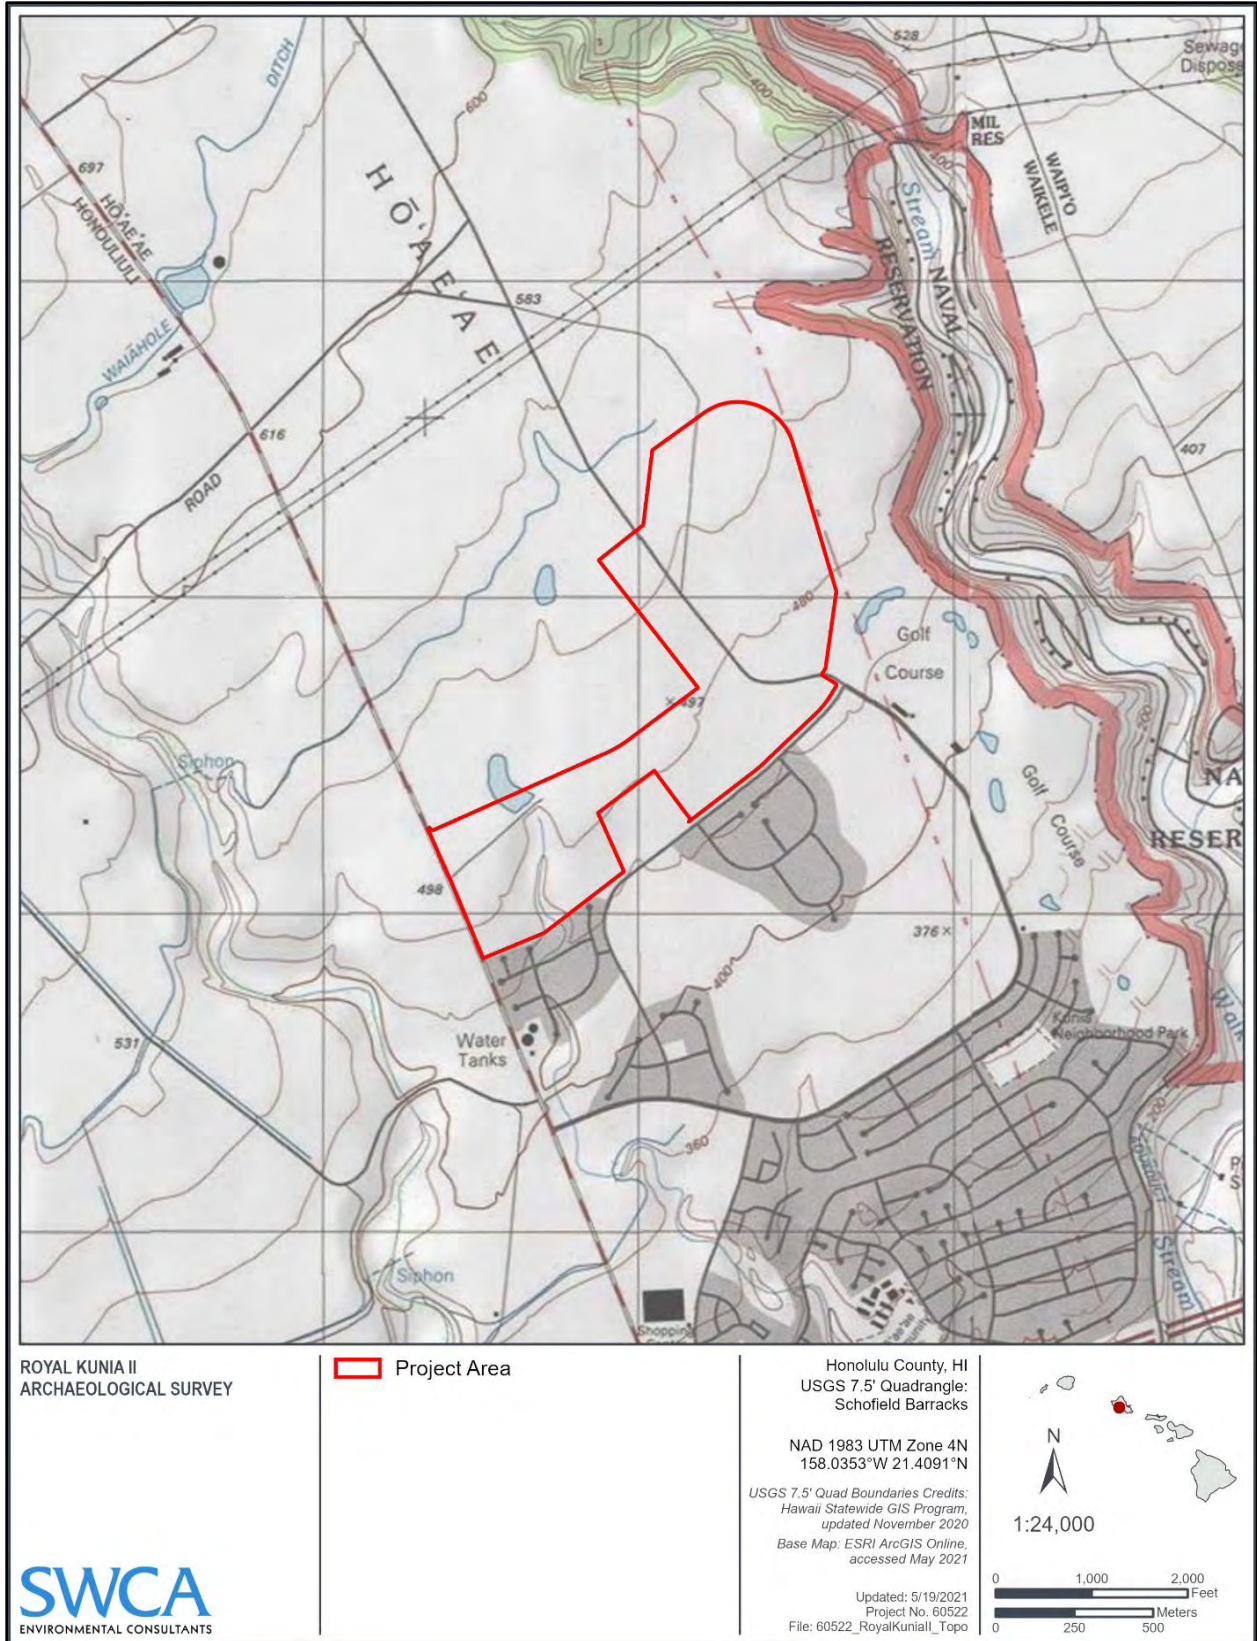 528
Sewag
Dispos
DITCH
400
600
MIL
RES
400
WAIPI'O
WAIKELE
697
HŌ'AE'AE
HONOULIULI
HŌ'AE'AE
Stream
NAVAL
RESERVATION
583
WAIĀHOLE
616
ROAD
407
480
Golf
Course
497
Siphon
200
NA
RESER
Golf
Course
498
376
400
Kunia
Neighborhood Park
531
Water
Tanks
200
360
Siphon
Stream
Shoppin
ROYAL KUNIA II
ARCHAEOLOGICAL SURVEY
Project Area
Honolulu County, HI
USGS 7.5' Quadrangle:
Schofield Barracks
NAD 1983 UTM Zone 4N
158.0353°W 21.4091°N
USGS 7.5' Quad Boundaries Credits:
Hawaii Statewide GIS Program,
updated November 2020
Base Map: ESRI ArcGIS Online,
accessed May 2021
Updated: 5/19/2021
Project No. 60522
File: 60522_RoyalKuniaII_Topo
N
1:24,000
0 1,000 2,000
Feet
Meters
0 250 500
SWCA
ENVIRONMENTAL CONSULTANTS